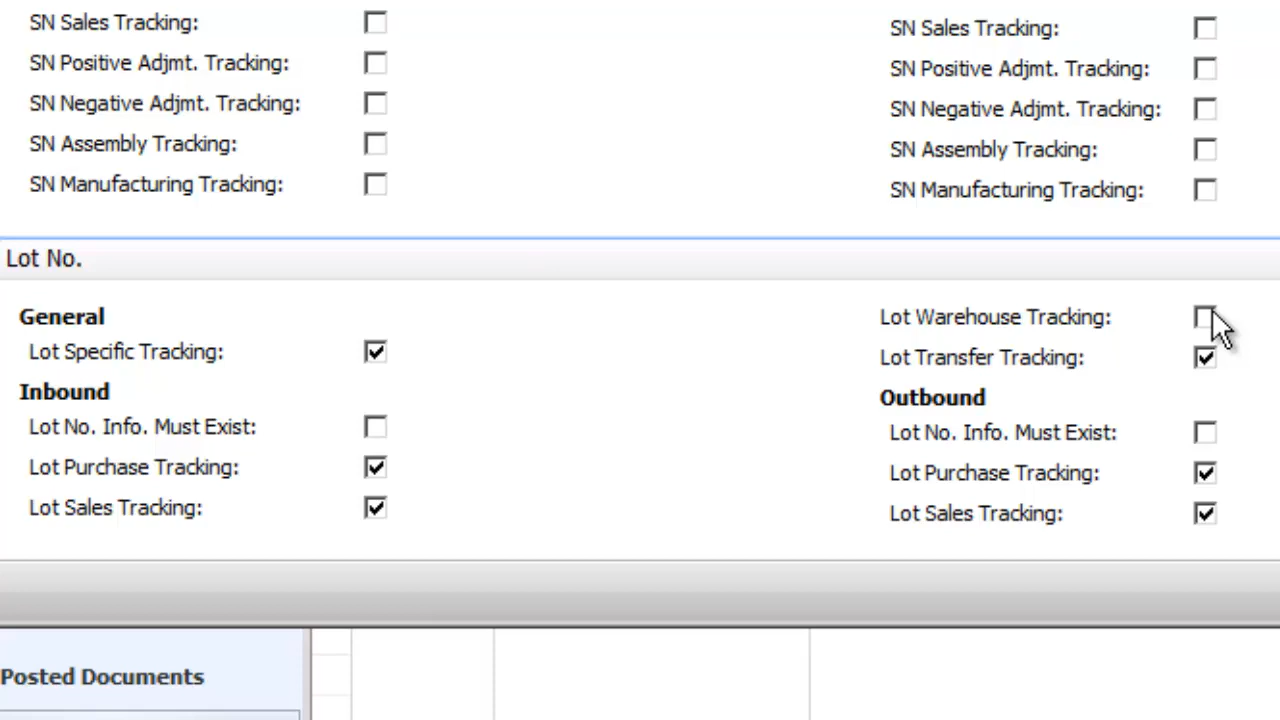 SN Sales Tracking:
SN Positive Adjmt. Tracking:
SN Negative Adjmt. Tracking:
SN Assembly Tracking:
SN Manufacturing Tracking:
SN Sales Tracking:
SN Positive Adjmt. Tracking:
SN Negative Adjmt. Tracking:
SN Assembly Tracking:
SN Manufacturing Tracking:
Lot No.
General
Lot Specific Tracking:
Inbound
Lot No. Info. Must Exist:
Lot Purchase Tracking:
Lot Sales Tracking:
Lot Warehouse Tracking:
Lot Transfer Tracking:
Outbound
Lot No. Info. Must Exist:
Lot Purchase Tracking:
Lot Sales Tracking:
Posted Documents